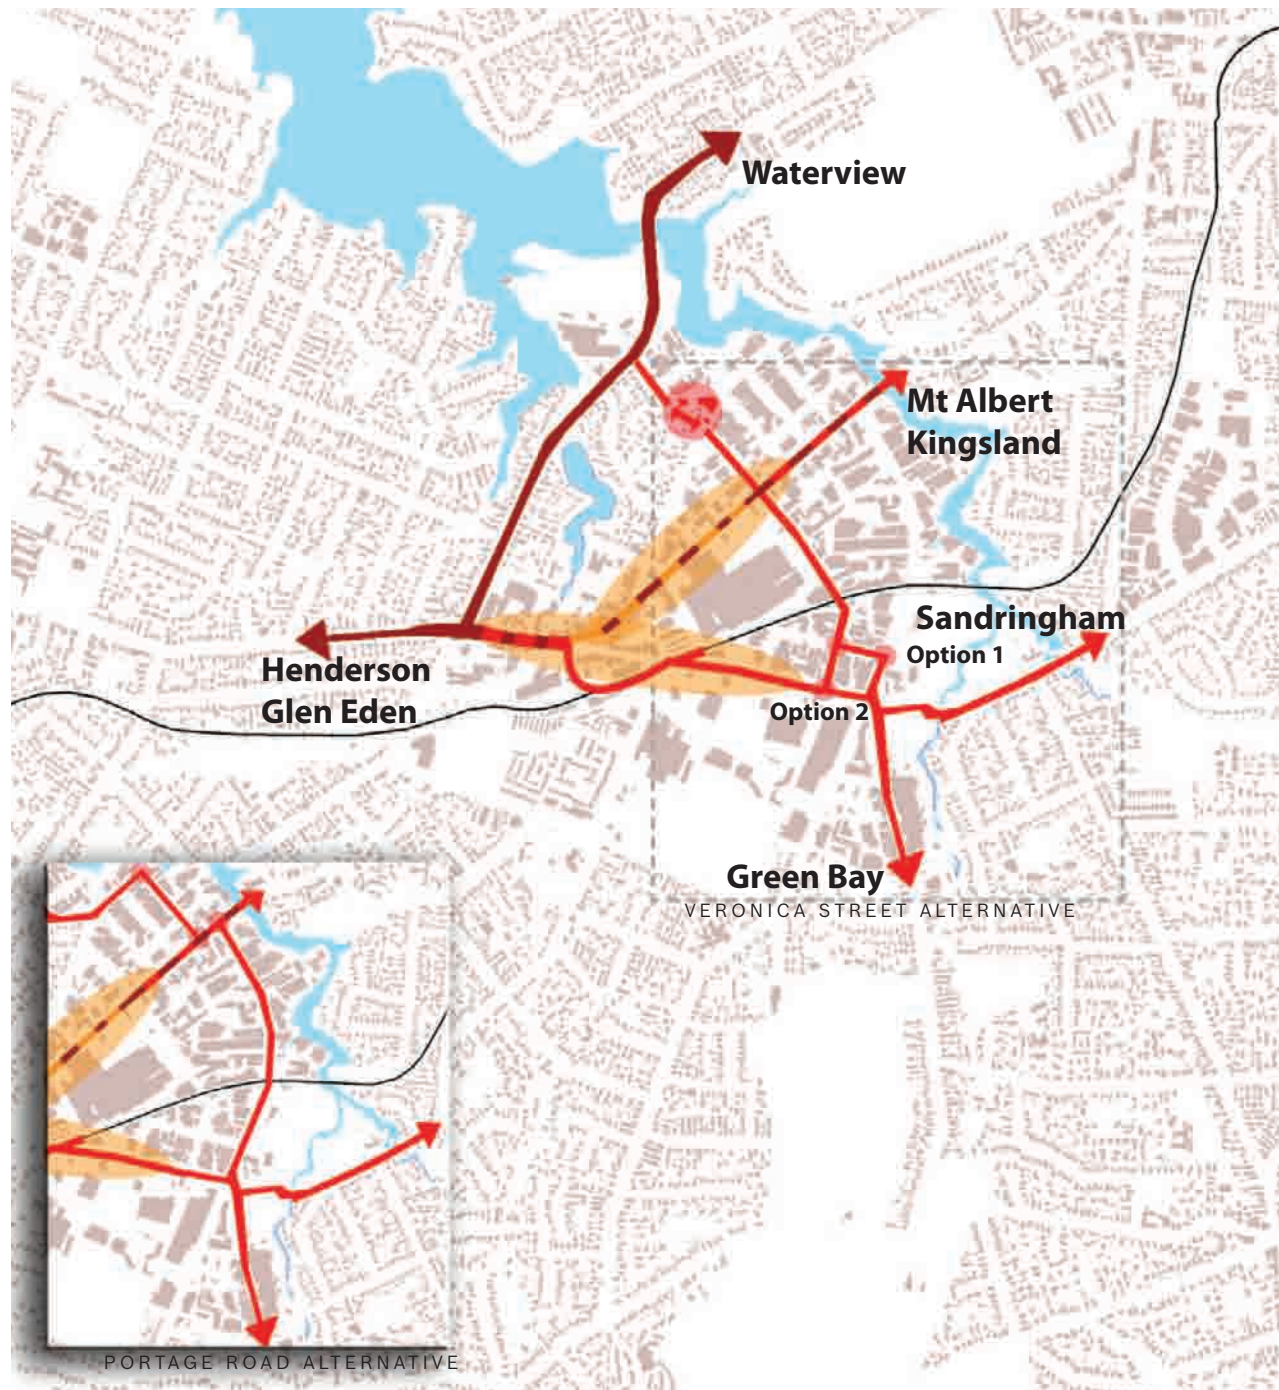 Waterview
Mt Albert
Kingsland
Sandringham
Option 1
Henderson
Glen Eden
Option 2
Green Bay
VERONICA STREET ALTERNATIVE
PORTAGE ROAD ALTERNATIVE